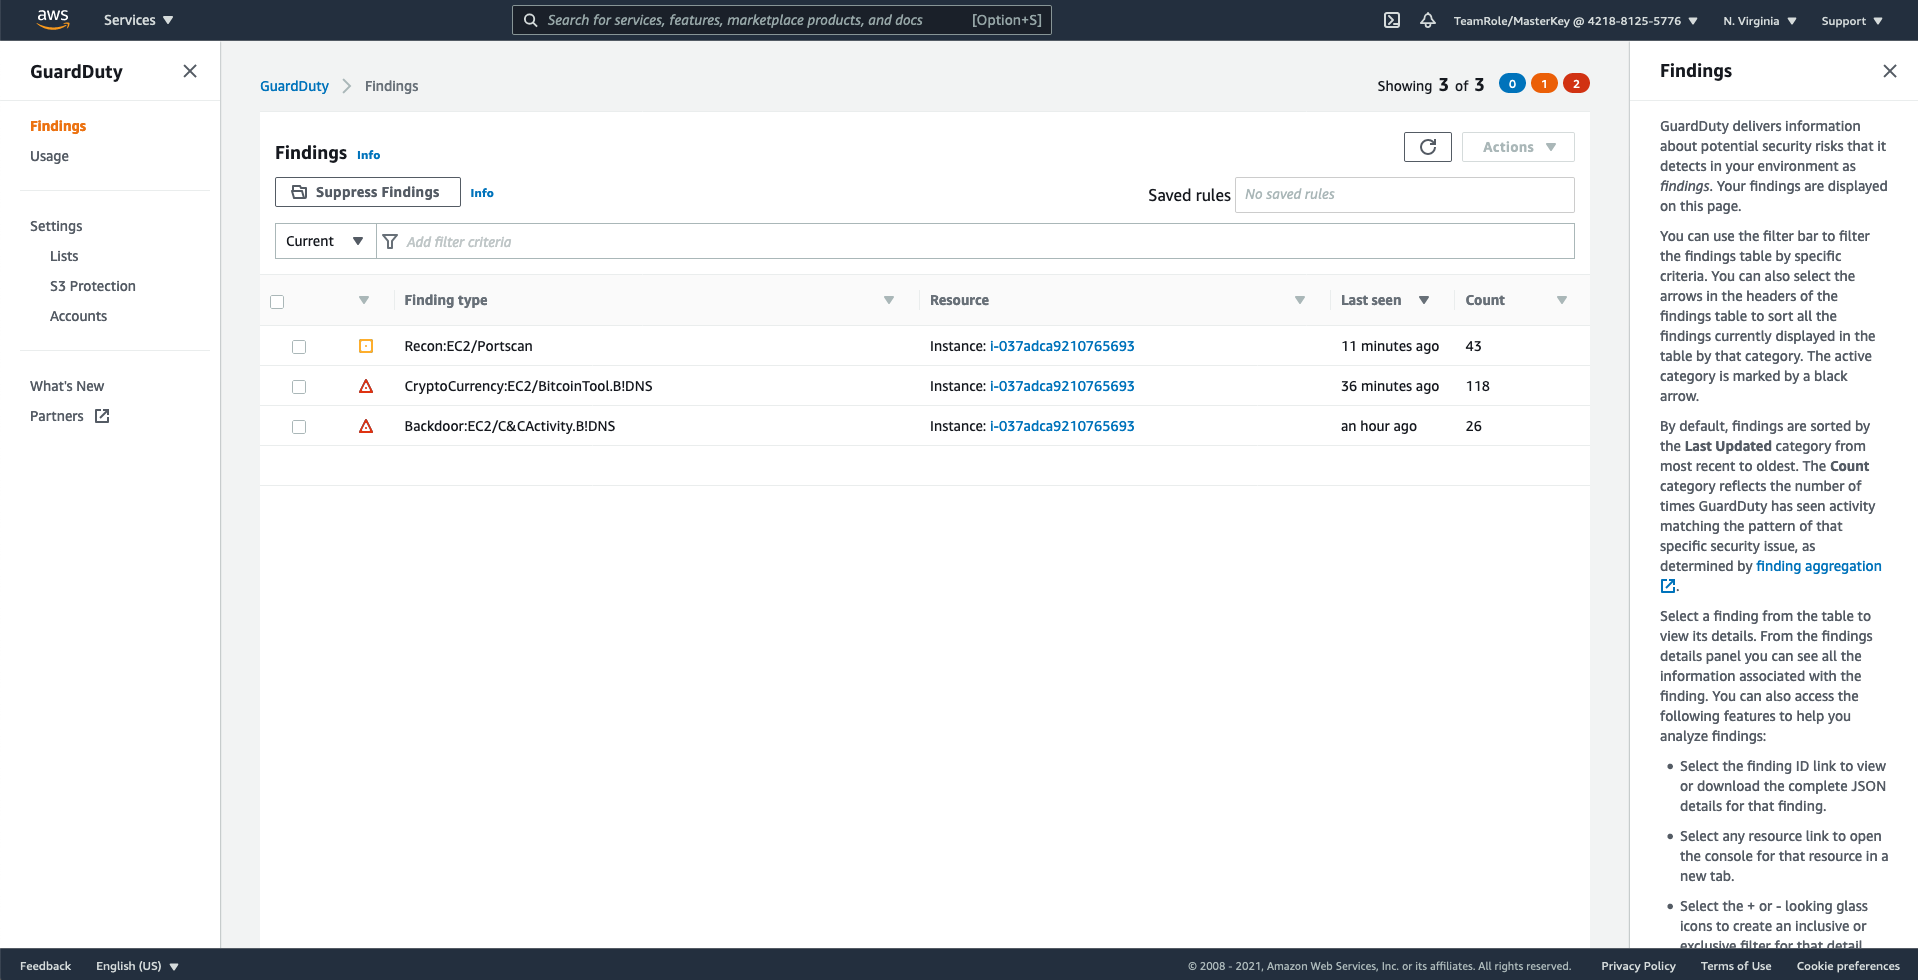 aws
Services
Search for services, features, marketplace products, and docs [Option+S]
TeamRole/MasterKey @ 4218-8125-5776
N. Virginia
Support
GuardDuty
Findings
Usage
Settings
Lists
S3 Protection
Accounts
What's New
Partners
GuardDuty
Findings
Showing 3 of 3 0 1 2
Findings Info
Actions
Suppress Findings Info
Saved rules No saved rules
Current Add filter criteria
Finding type Resource Last seen Count
Recon:EC2/Portscan Instance: i-037adca9210765693 11 minutes ago 43
CryptoCurrency:EC2/BitcoinTool.B!DNS Instance: i-037adca9210765693 36 minutes ago 118
Backdoor:EC2/C&CActivity.B!DNS Instance: i-037adca9210765693 an hour ago 26
Findings
GuardDuty delivers information
about potential security risks that it
detects in your environment as
findings. Your findings are displayed
on this page.
You can use the filter bar to filter
the findings table by specific
criteria. You can also select the
arrows in the headers of the
findings table to sort all the
findings currently displayed in the
table by that category. The active
category is marked by a black
arrow.
By default, findings are sorted by
the Last Updated category from
most recent to oldest. The Count
category reflects the number of
times GuardDuty has seen activity
matching the pattern of that
specific security issue, as
determined by finding aggregation
.
Select a finding from the table to
view its details. From the findings
details panel you can see all the
information associated with the
finding. You can also access the
following features to help you
analyze findings:
• Select the finding ID link to view
or download the complete JSON
details for that finding.
• Select any resource link to open
the console for that resource in a
new tab.
• Select the + or - looking glass
icons to create an inclusive or
exclusive filter for that detail
Feedback
English (US)
© 2008 - 2021, Amazon Web Services, Inc. or its affiliates. All rights reserved.
Privacy Policy
Terms of Use
Cookie preferences